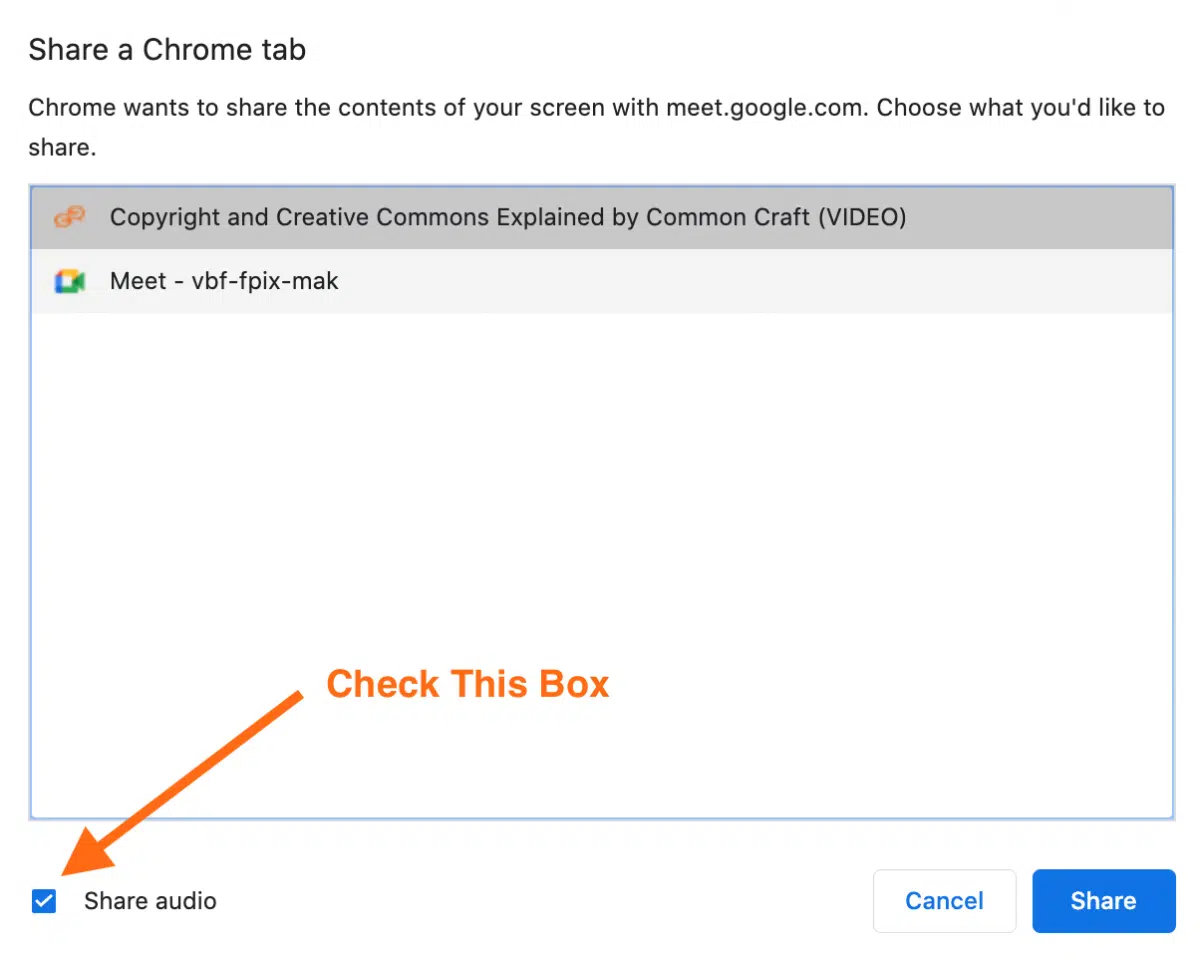 Share a Chrome tab
Chrome wants to share the contents of your screen with meet.google.com. Choose what you'd like to
share.
Copyright and Creative Commons Explained by Common Craft (VIDEO)
Meet - vbf-fpix-mak
Check This Box
Share audio
Cancel
Share